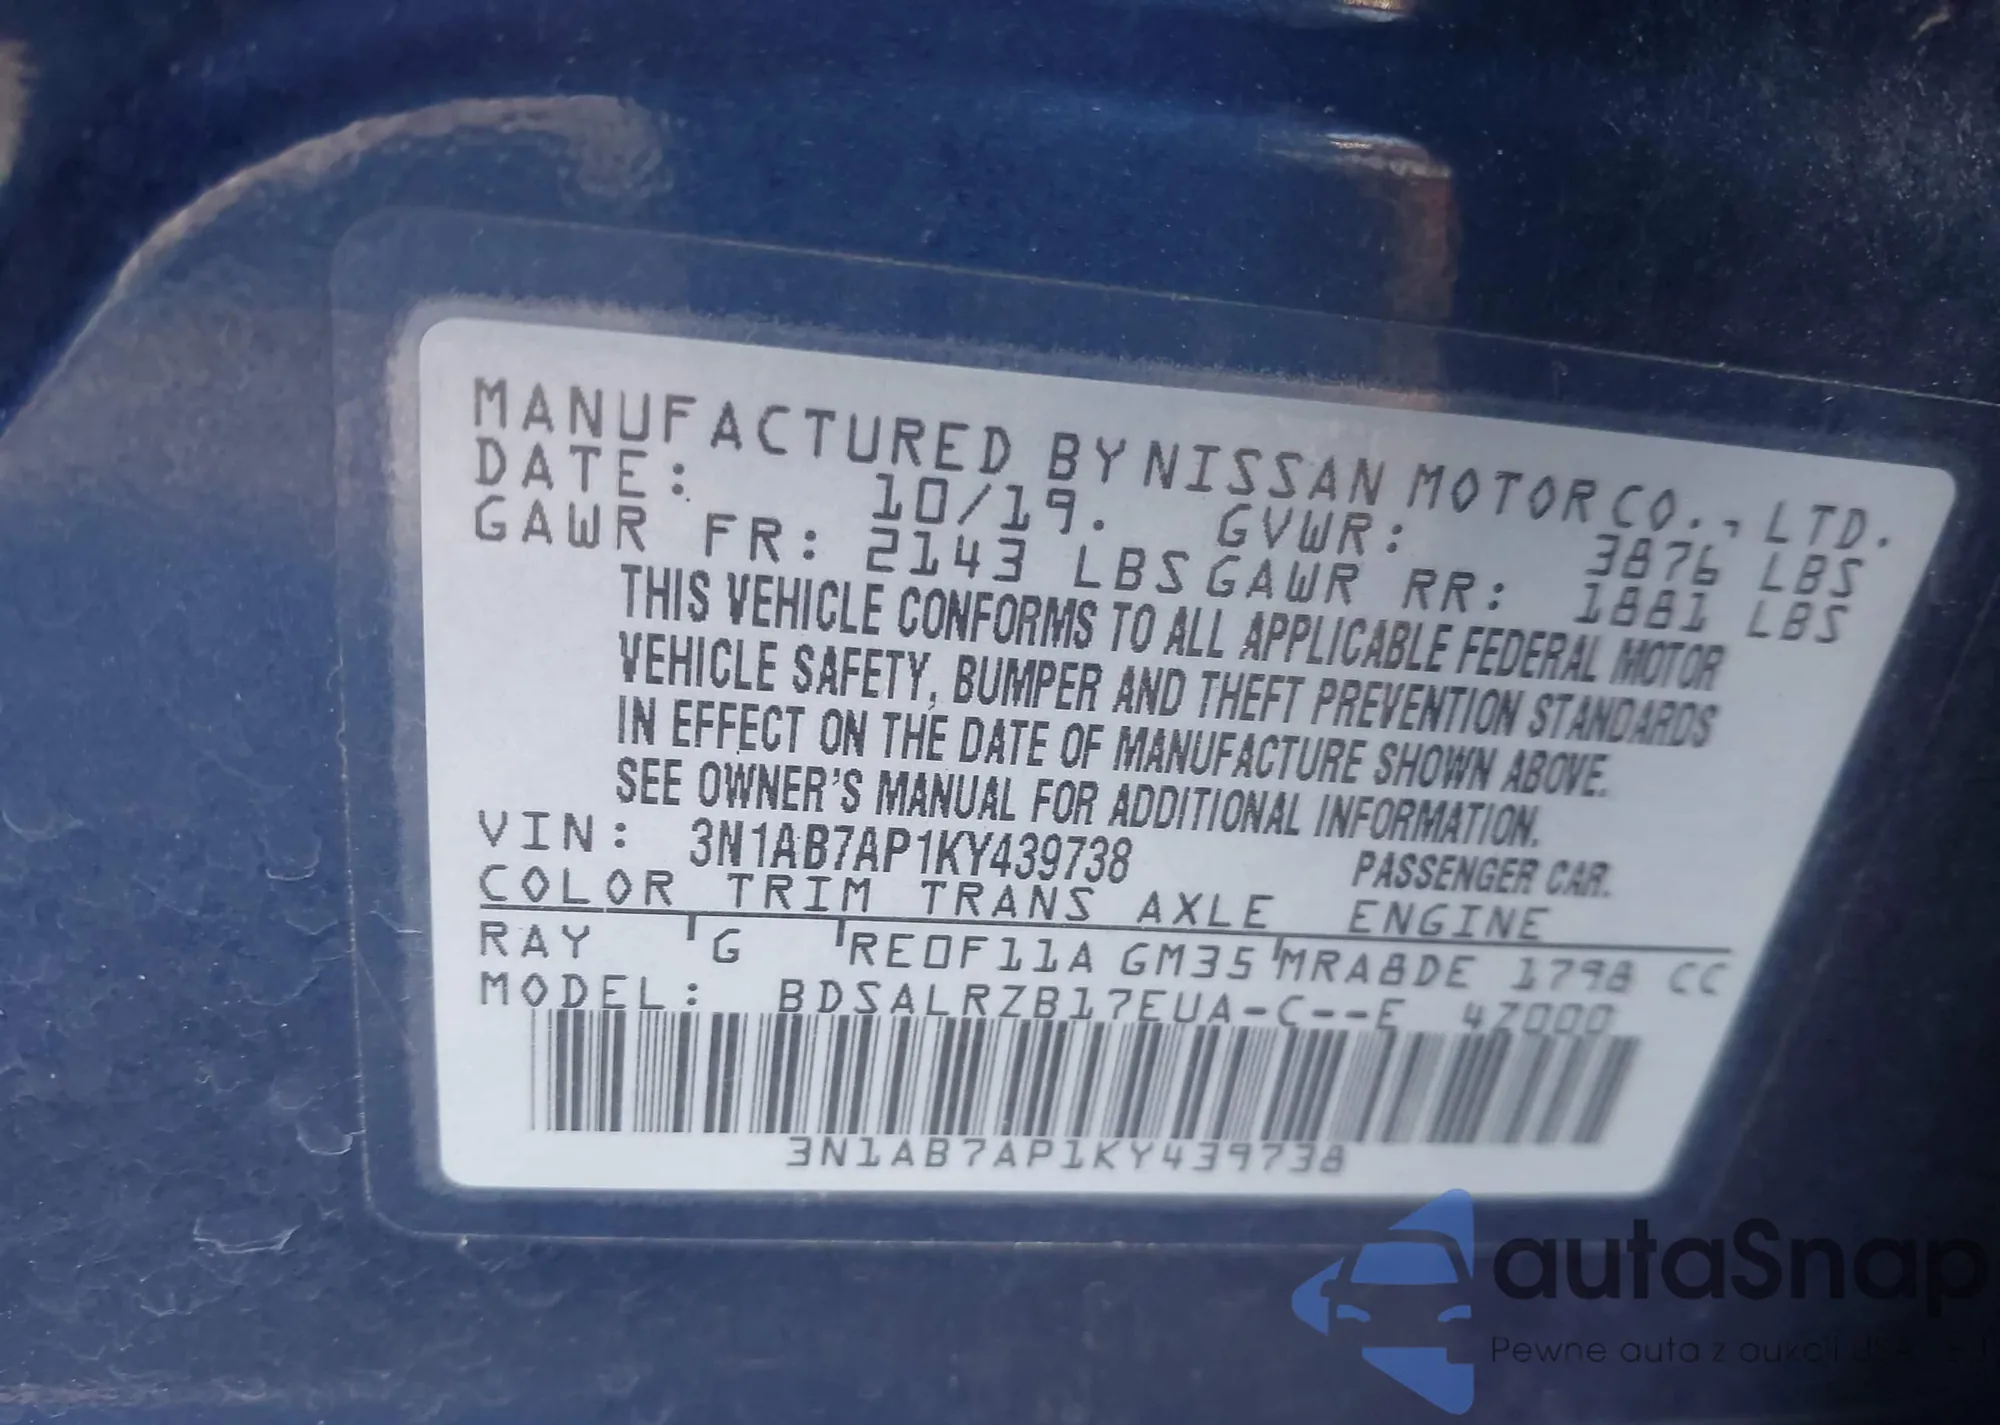 MANUFACTURED BY NISSAN MOTOR CO., LTD.
DATE: 10/19. GVWR: 3876 LBS
GAWR FR: 2143 LBS GAWR RR: 1881 LBS
THIS VEHICLE CONFORMS TO ALL APPLICABLE FEDERAL MOTOR
VEHICLE SAFETY, BUMPER AND THEFT PREVENTION STANDARDS
IN EFFECT ON THE DATE OF MANUFACTURE SHOWN ABOVE.
SEE OWNER'S MANUAL FOR ADDITIONAL INFORMATION.
VIN: 3N1AB7AP1KY439738 PASSENGER CAR.
COLOR TRIM TRANS AXLE ENGINE
RAY G RE0F11A GM35 MRA8DE 1798 CC
MODEL: BDSALRZB17EUA-C--E 4Z000
3N1AB7AP1KY439738
autaSnap
Pewne auta z aukcji